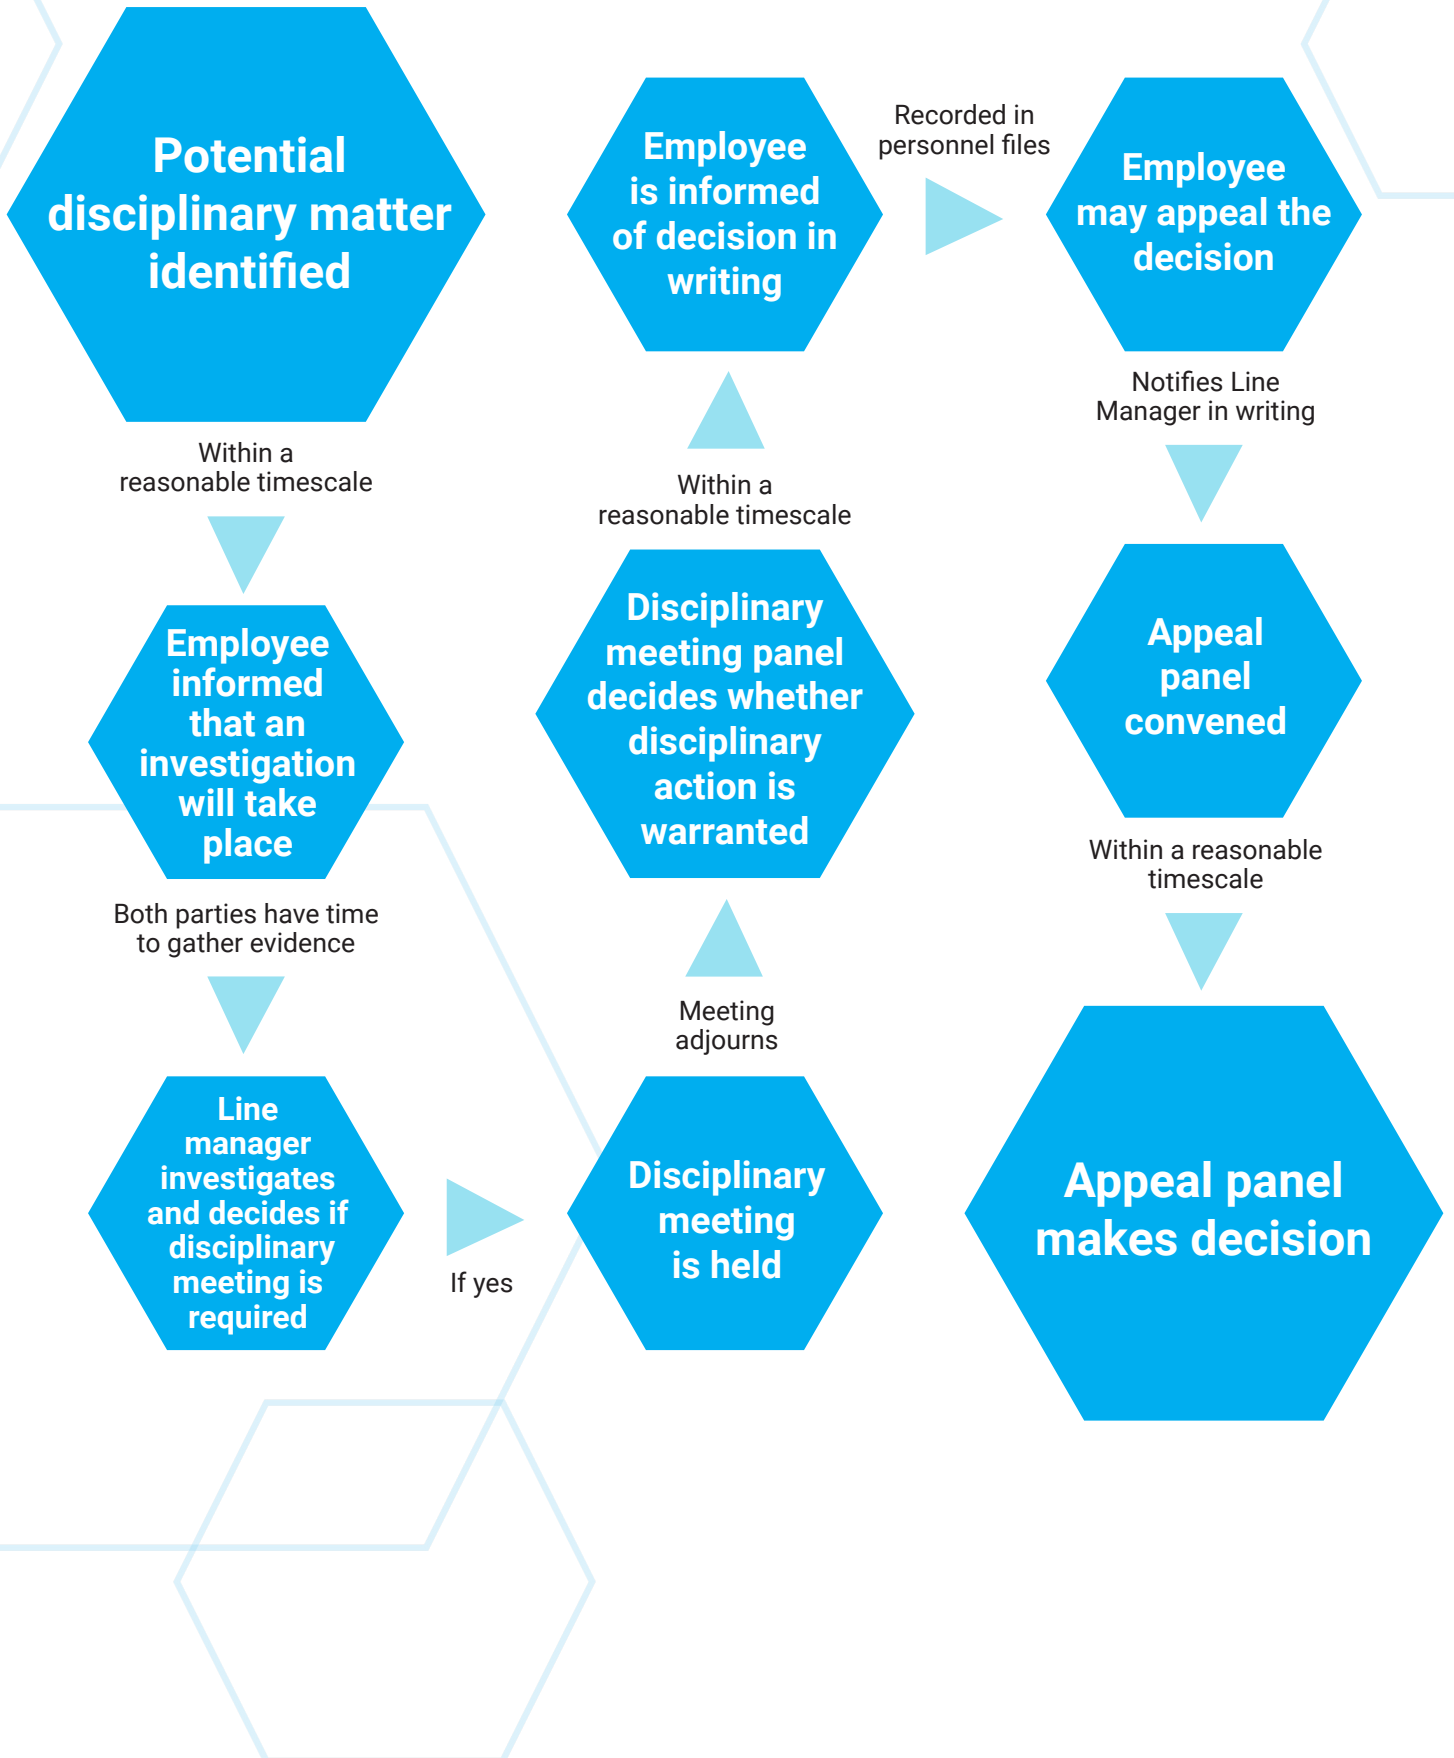 Potential
disciplinary matter
identified
Within a
reasonable timescale
Employee
informed
that an
investigation
will take
place
Both parties have time
to gather evidence
Line
manager
investigates
and decides if
disciplinary
meeting is
required
If yes
Disciplinary
meeting
is held
Meeting
adjourns
Disciplinary
meeting panel
decides whether
disciplinary
action is
warranted
Within a
reasonable timescale
Employee
is informed
of decision in
writing
Recorded in
personnel files
Employee
may appeal the
decision
Notifies Line
Manager in writing
Appeal
panel
convened
Within a reasonable
timescale
Appeal panel
makes decision